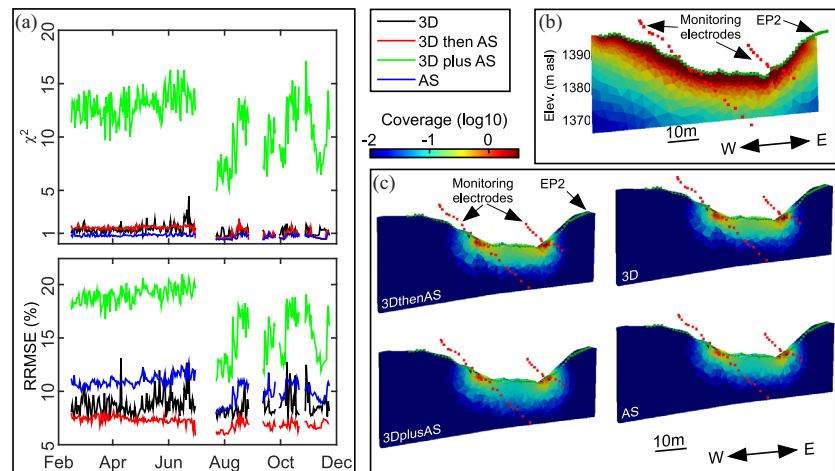 (a)
20
15
10
5
1
χ²
20
15
10
5
RRMSE (%)
Feb Apr Jun Aug Oct Dec
3D
3D then AS
3D plus AS
AS
Coverage (log10)
-2 -1 0
(b)
Monitoring
electrodes
EP2
Elev. (m asl)
1390
1380
1370
10m
W E
(c)
Monitoring
electrodes
EP2
3DthenAS
3D
3DplusAS
AS
10m
W E